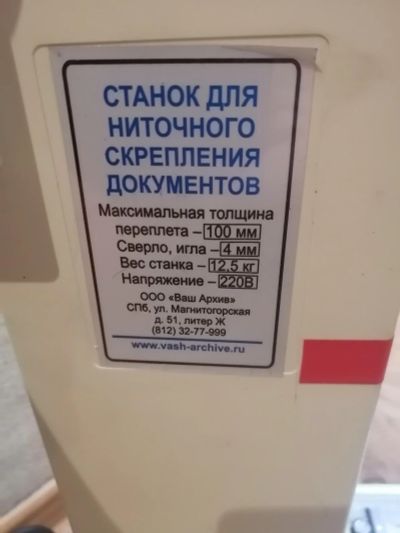 СТАНОК ДЛЯ
НИТОЧНОГО
СКРЕПЛЕНИЯ
ДОКУМЕНТОВ
Максимальная толщина
переплета – 100 мм
Сверло, игла – 4 мм
Вес станка – 12.5 кг
Напряжение – 220В
ООО «Ваш Архив»
СПб, ул. Магнитогорская
д. 51, литер Ж
(812) 32-77-999
www.vash-archive.ru